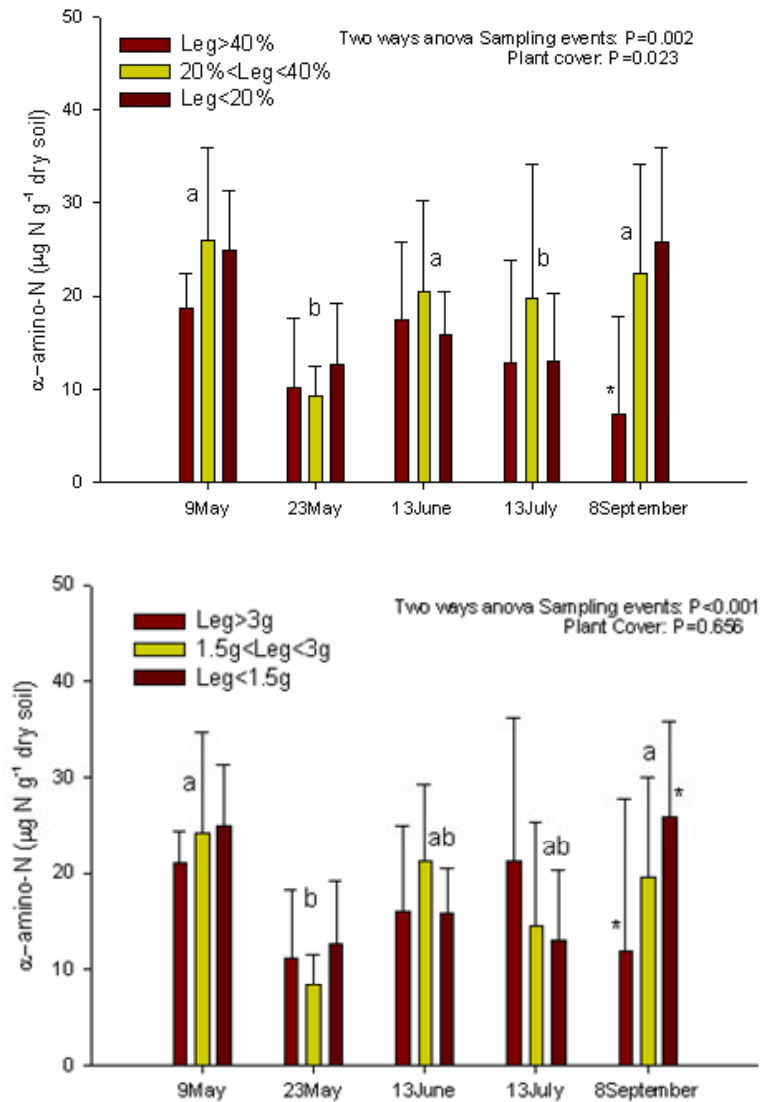 50
Leg>40%
Two ways anova Sampling events: P=0.002
20%<Leg<40%
Plant cover: P=0.023
Leg<20%
40
30
20
10
0
α-amino-N (µg N g⁻¹ dry soil)
a
b
a
b
a
*
9May 23May 13June 13July 8September
50
Leg>3g
Two ways anova Sampling events: P<0.001
1.5g<Leg<3g
Plant Cover: P=0.656
Leg<1.5g
40
30
20
10
0
α-amino-N (µg N g⁻¹ dry soil)
a
b
ab
ab
a
*
*
9May 23May 13June 13July 8September